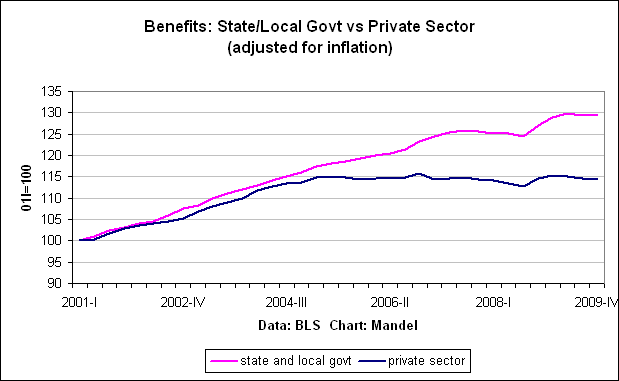 Benefits: State/Local Govt vs Private Sector
(adjusted for inflation)
135
130
125
120
115
110
105
100
95
90
01I=100
2001-I 2002-IV 2004-III 2006-II 2008-I 2009-IV
Data: BLS Chart: Mandel
state and local govt private sector